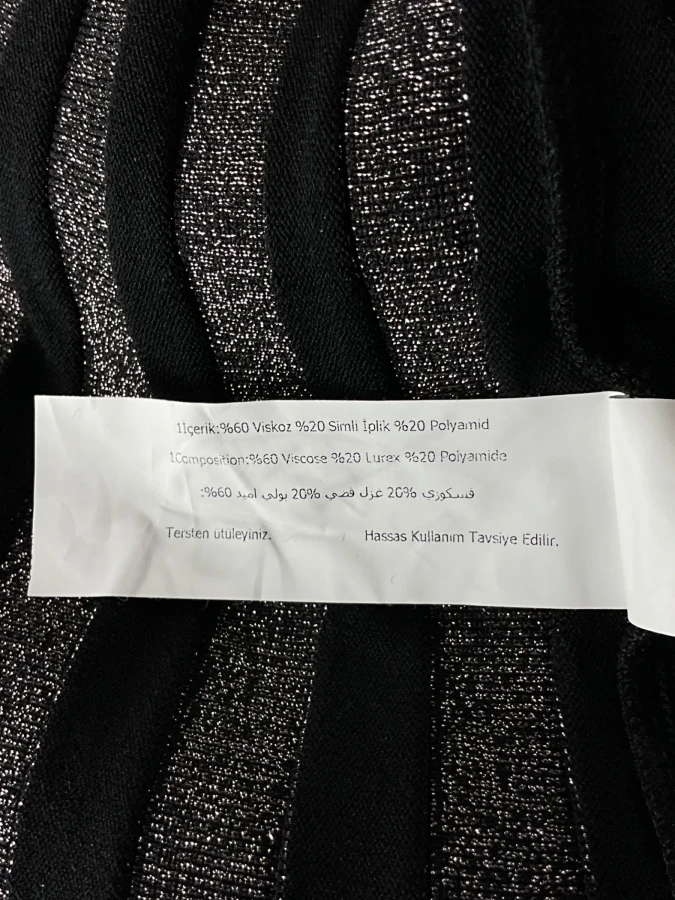 1İçerik:%60 Viskoz %20 Simli İplik %20 Polyamid
1Composition:%60 Viscose %20 Lurex %20 Polyamide
فسكوزي 20% غزل فضي 20% بولي اميد 60%:
Tersten ütüleyiniz. Hassas Kullanım Tavsiye Edilir.